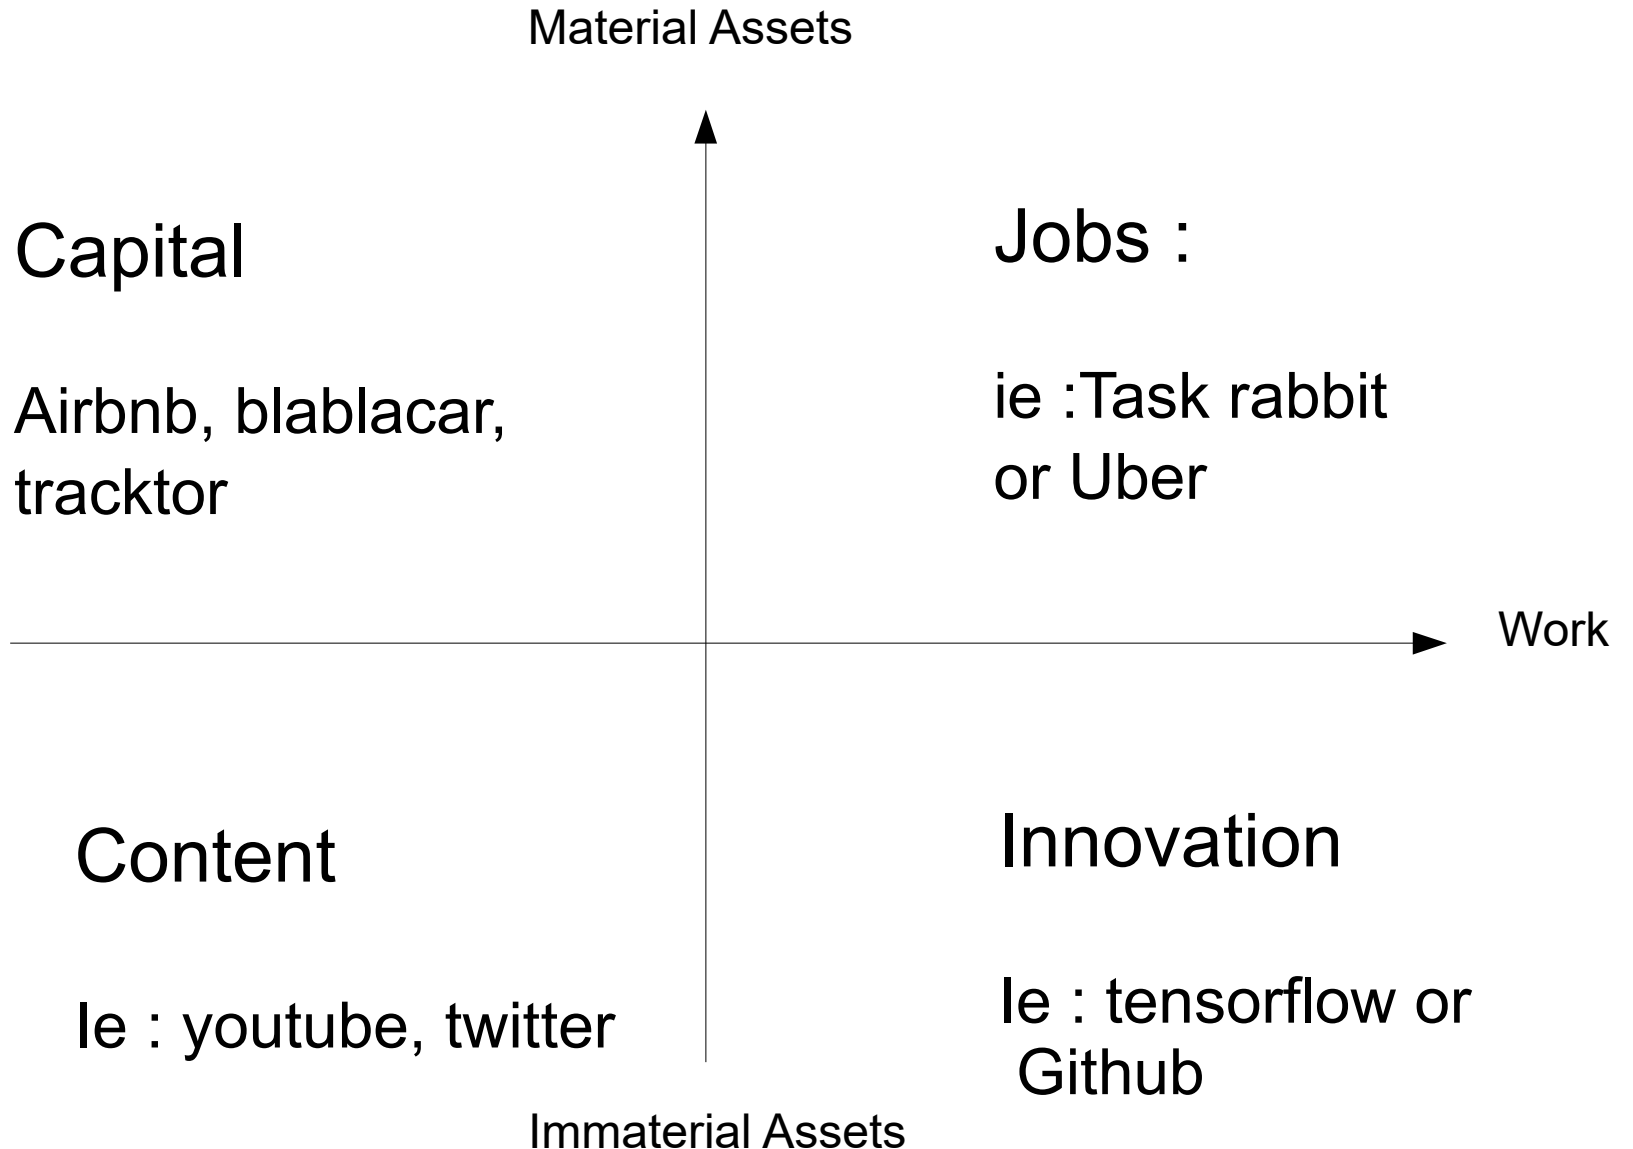 Material Assets
Capital
Airbnb, blablacar,
tracktor
Jobs :
ie :Task rabbit
or Uber
Work
Content
Ie : youtube, twitter
Innovation
Ie : tensorflow or
Github
Immaterial Assets